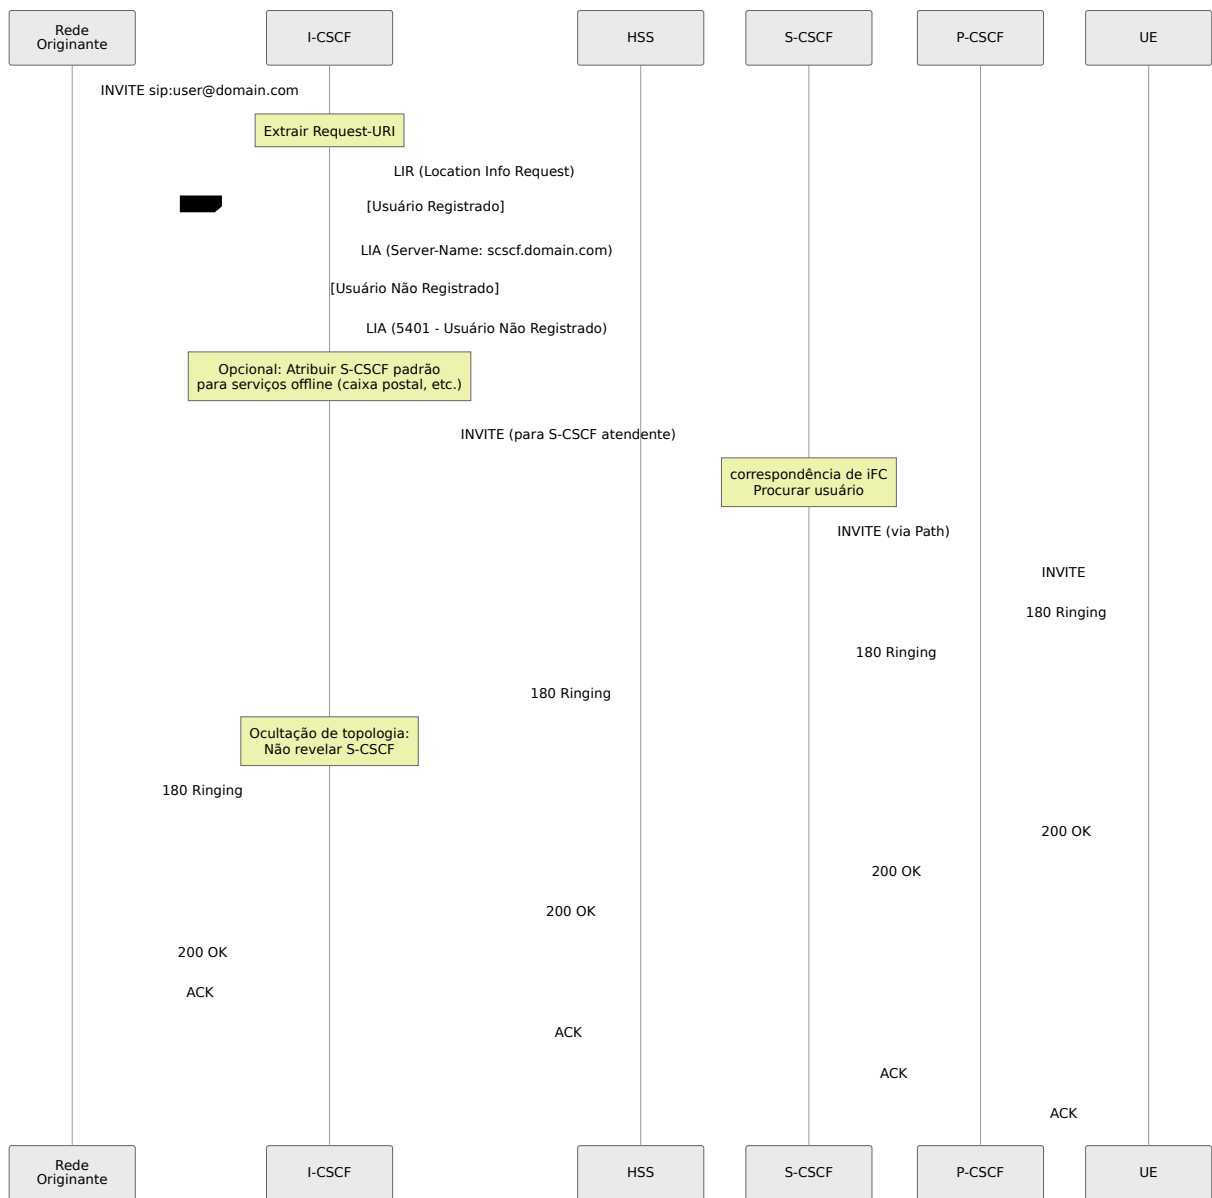 Rede
Originante
I-CSCF
HSS
S-CSCF
P-CSCF
UE
INVITE sip:user@domain.com
Extrair Request-URI
LIR (Location Info Request)
[Usuário Registrado]
LIA (Server-Name: scscf.domain.com)
[Usuário Não Registrado]
LIA (5401 - Usuário Não Registrado)
Opcional: Atribuir S-CSCF padrão
para serviços offline (caixa postal, etc.)
INVITE (para S-CSCF atendente)
correspondência de iFC
Procurar usuário
INVITE (via Path)
INVITE
180 Ringing
180 Ringing
180 Ringing
Ocultação de topologia:
Não revelar S-CSCF
180 Ringing
200 OK
200 OK
200 OK
200 OK
ACK
ACK
ACK
ACK
Rede
Originante
I-CSCF
HSS
S-CSCF
P-CSCF
UE